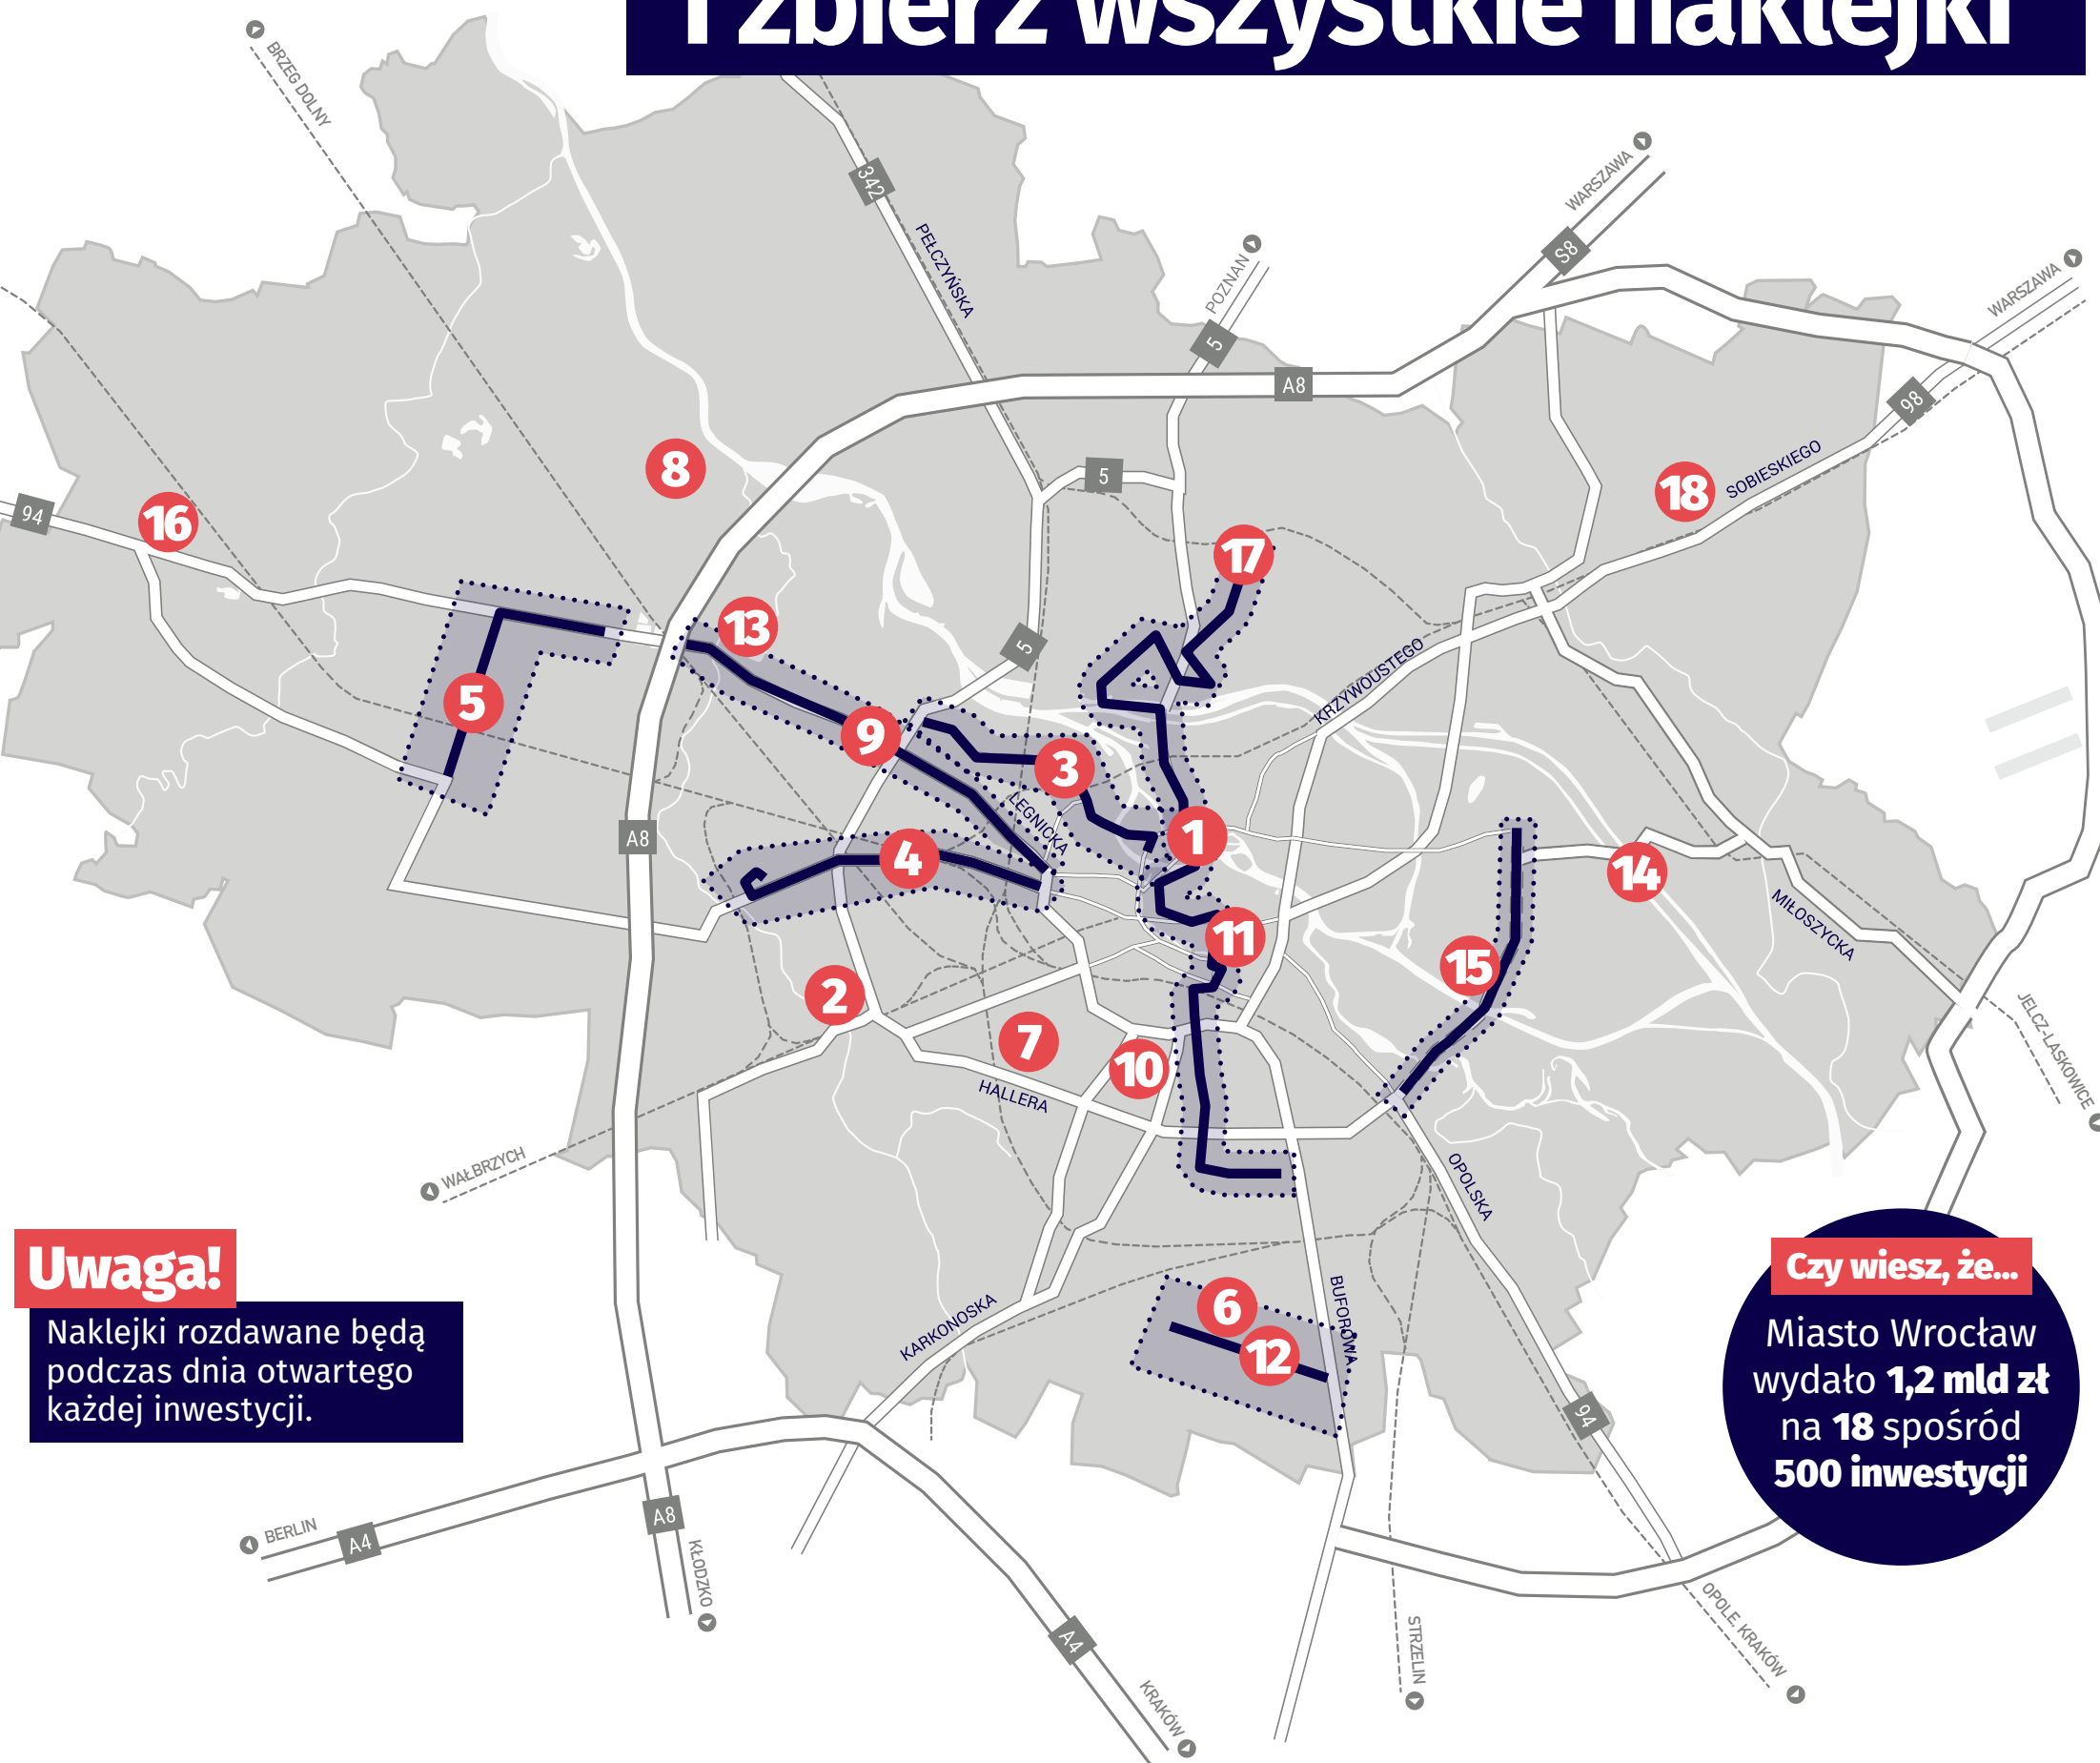 i zbierz wszystkie naklejki
BRZEG DOLNY
342
PEŁCZYŃSKA
POZNAŃ
5
WARSZAWA
S8
WARSZAWA
98
A8
5
SOBIESKIEGO
8
18
94
16
17
5
13
KRZYWOUSTEGO
5
9
3
LEGNICKA
A8
1
4
14
MIŁOSZYCKA
11
15
2
7
10
HALLERA
JELCZ-LASKOWICE
WAŁBRZYCH
OPOLSKA
6
12
BUFOROWA
KARKONOSKA
94
Uwaga!
Naklejki rozdawane będą
podczas dnia otwartego
każdej inwestycji.
Czy wiesz, że...
Miasto Wrocław
wydało 1,2 mld zł
na 18 spośród
500 inwestycji
BERLIN
A4
A8
KŁODZKO
A4
KRAKÓW
STRZELIN
OPOLE, KRAKÓW